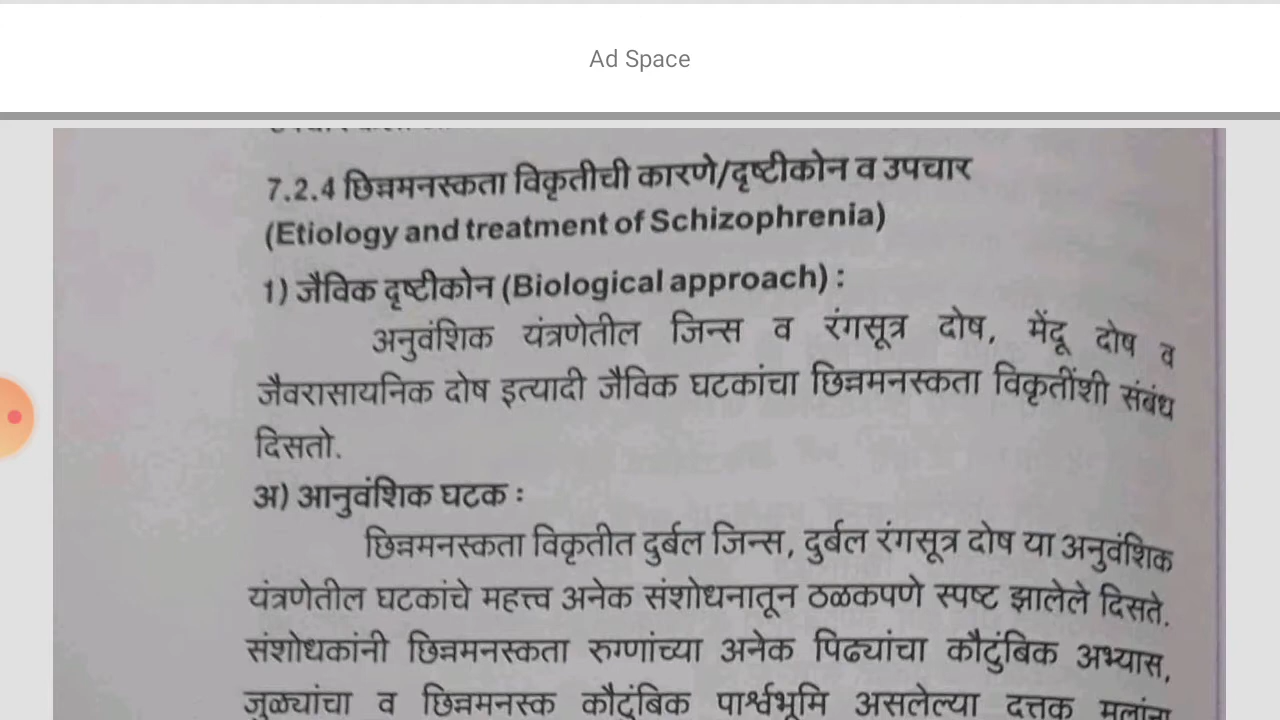 Ad Space
7.2.4 छिन्नमनस्कता विकृतीची कारणे/दृष्टीकोन व उपचार
(Etiology and treatment of Schizophrenia)
1) जैविक दृष्टीकोन (Biological approach) :
अनुवंशिक यंत्रणेतील जिन्स व रंगसूत्र दोष, मेंदू दोष व
जैवरासायनिक दोष इत्यादी जैविक घटकांचा छिन्नमनस्कता विकृतींशी संबंध
दिसतो.
अ) आनुवंशिक घटक :
छिन्नमनस्कता विकृतीत दुर्बल जिन्स, दुर्बल रंगसूत्र दोष या अनुवंशिक
यंत्रणेतील घटकांचे महत्त्व अनेक संशोधनातून ठळकपणे स्पष्ट झालेले दिसते.
संशोधकांनी छिन्नमनस्कता रुग्णांच्या अनेक पिढ्यांचा कौटुंबिक अभ्यास,
जुळ्यांचा व छिन्नमनस्क कौटुंबिक पार्श्वभूमि असलेल्या दत्तक